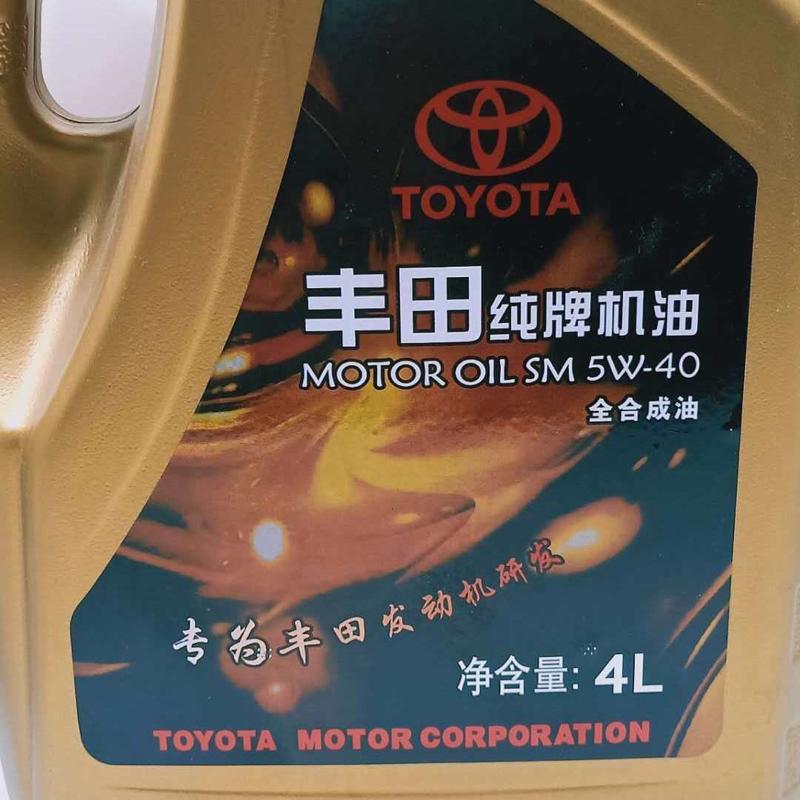 TOYOTA
丰田纯牌机油
MOTOR OIL SM 5W-40
全合成油
专为丰田发动机研发
净含量: 4L
TOYOTA MOTOR CORPORATION